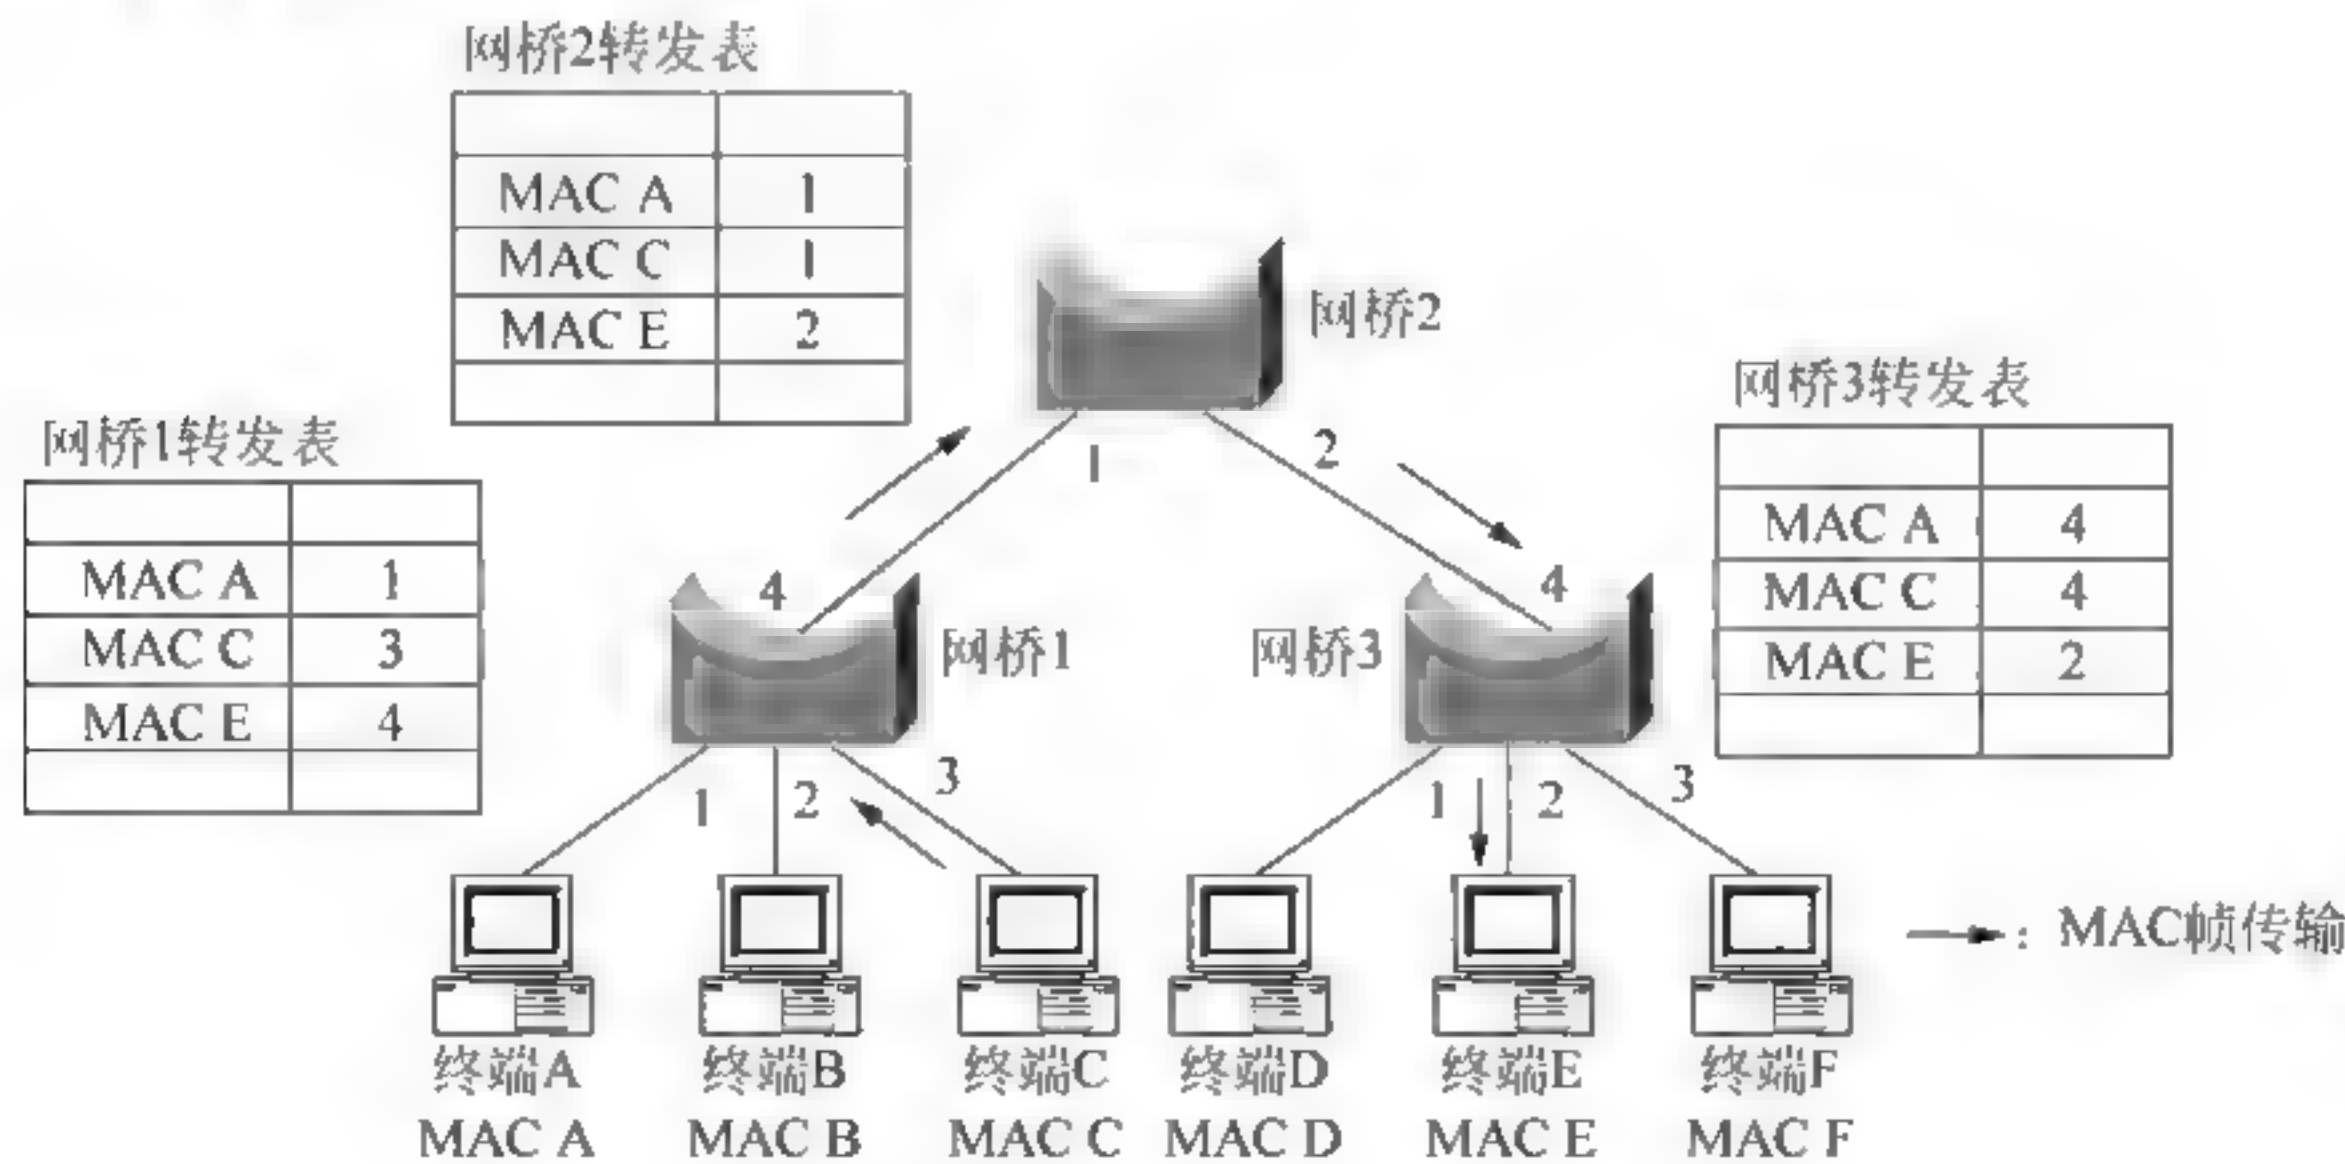 网桥2转发表
MAC A 1
MAC C 1
MAC E 2
网桥2
网桥1转发表
MAC A 1
MAC C 3
MAC E 4
网桥3转发表
MAC A 4
MAC C 4
MAC E 2
1
2
4
网桥1
网桥3
4
1
2
3
1
2
3
: MAC帧传输
终端A
终端B
终端C
终端D
终端E
终端F
MAC A
MAC B
MAC C
MAC D
MAC E
MAC F